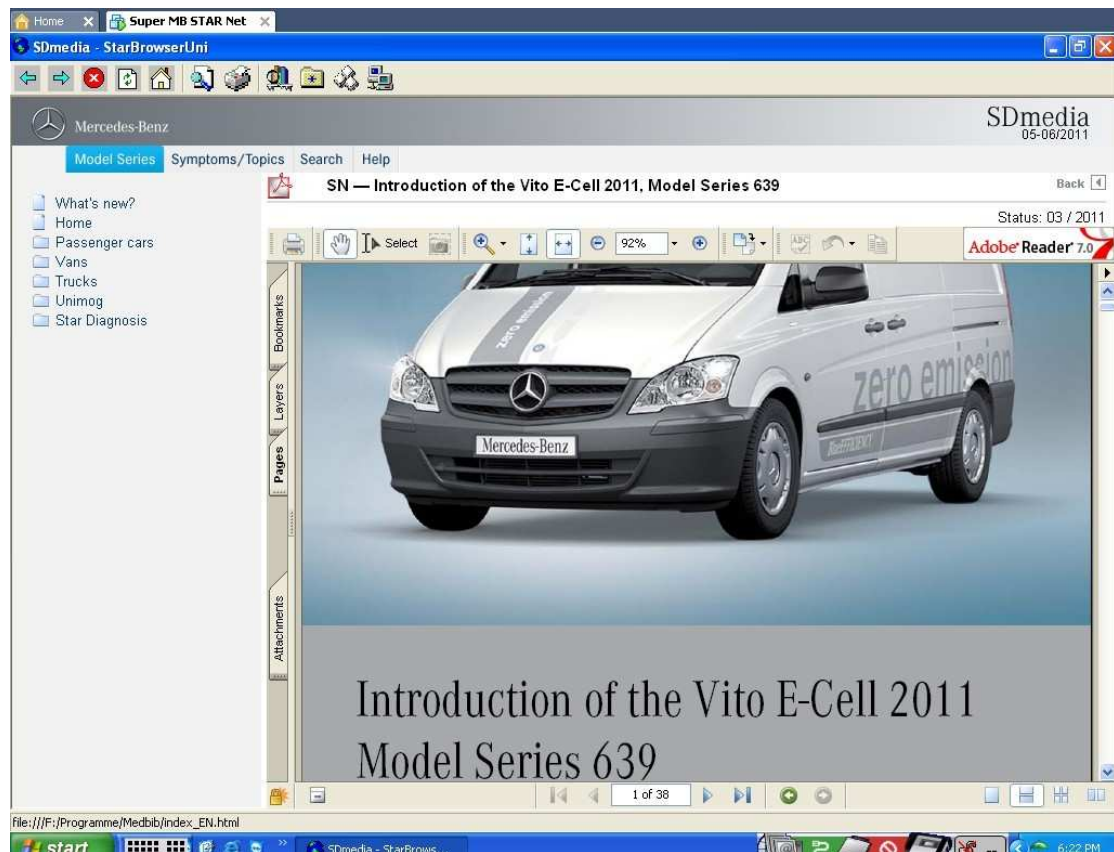 Home
Super MB STAR Net
SDmedia - StarBrowserUni
Mercedes-Benz
SDmedia
05-06/2011
Model Series Symptoms/Topics Search Help
What's new?
Home
Passenger cars
Vans
Trucks
Unimog
Star Diagnosis
SN — Introduction of the Vito E-Cell 2011, Model Series 639
Back
Status: 03 / 2011
Select
92%
Adobe Reader 7.0
Bookmarks
Layers
Pages
Attachments
zero emission
zero emission
Mercedes-Benz
BlueEFFICIENCY
Introduction of the Vito E-Cell 2011
Model Series 639
1 of 38
file:///F:/Programme/Medbib/index_EN.html
start
SDmedia - StarBrows...
6:22 PM